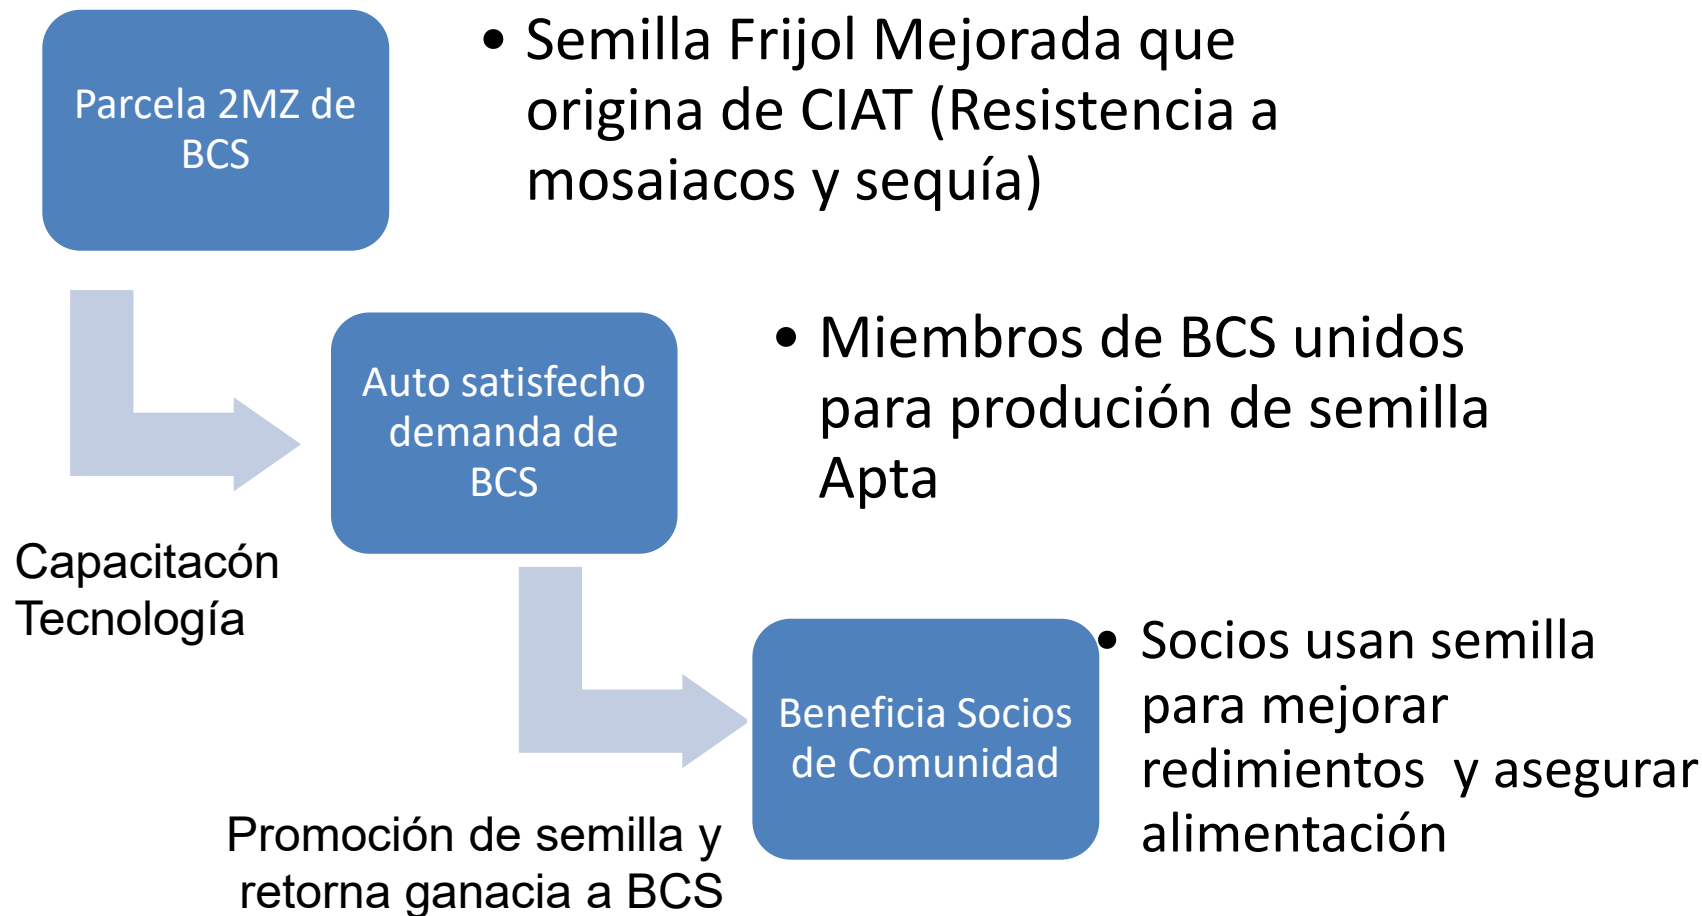 Parcela 2MZ de
BCS
• Semilla Frijol Mejorada que
origina de CIAT (Resistencia a
mosaiacos y sequía)
Auto satisfecho
demanda de
BCS
• Miembros de BCS unidos
para produción de semilla
Apta
Capacitacón
Tecnología
Beneficia Socios
de Comunidad
• Socios usan semilla
para mejorar
redimientos y asegurar
alimentación
Promoción de semilla y
retorna ganacia a BCS